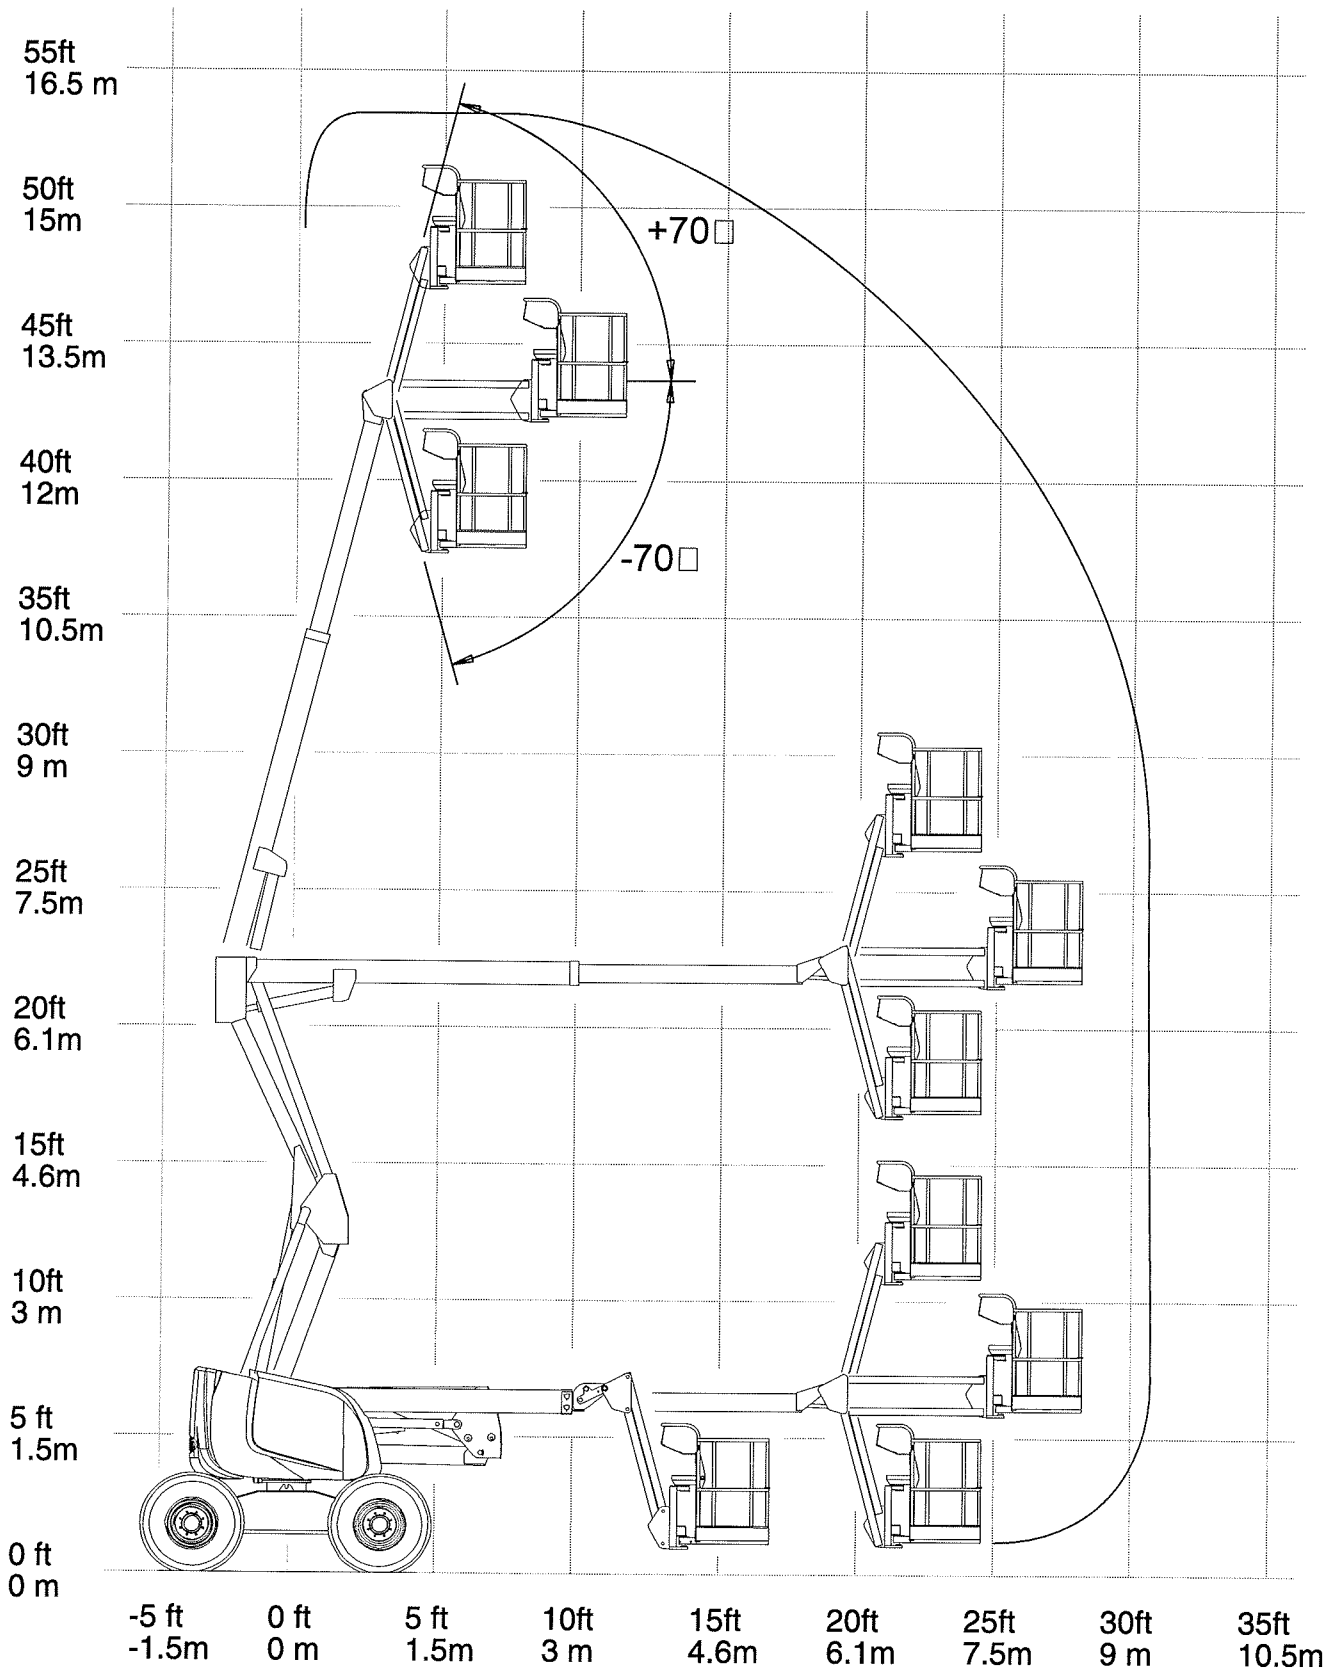 55ft
16.5 m
50ft
15m
+70□
45ft
13.5m
40ft
12m
-70□
35ft
10.5m
30ft
9 m
25ft
7.5m
20ft
6.1m
15ft
4.6m
10ft
3 m
5 ft
1.5m
0 ft
0 m
-5 ft 0 ft 5 ft 10ft 15ft 20ft 25ft 30ft 35ft
-1.5m 0 m 1.5m 3 m 4.6m 6.1m 7.5m 9 m 10.5m